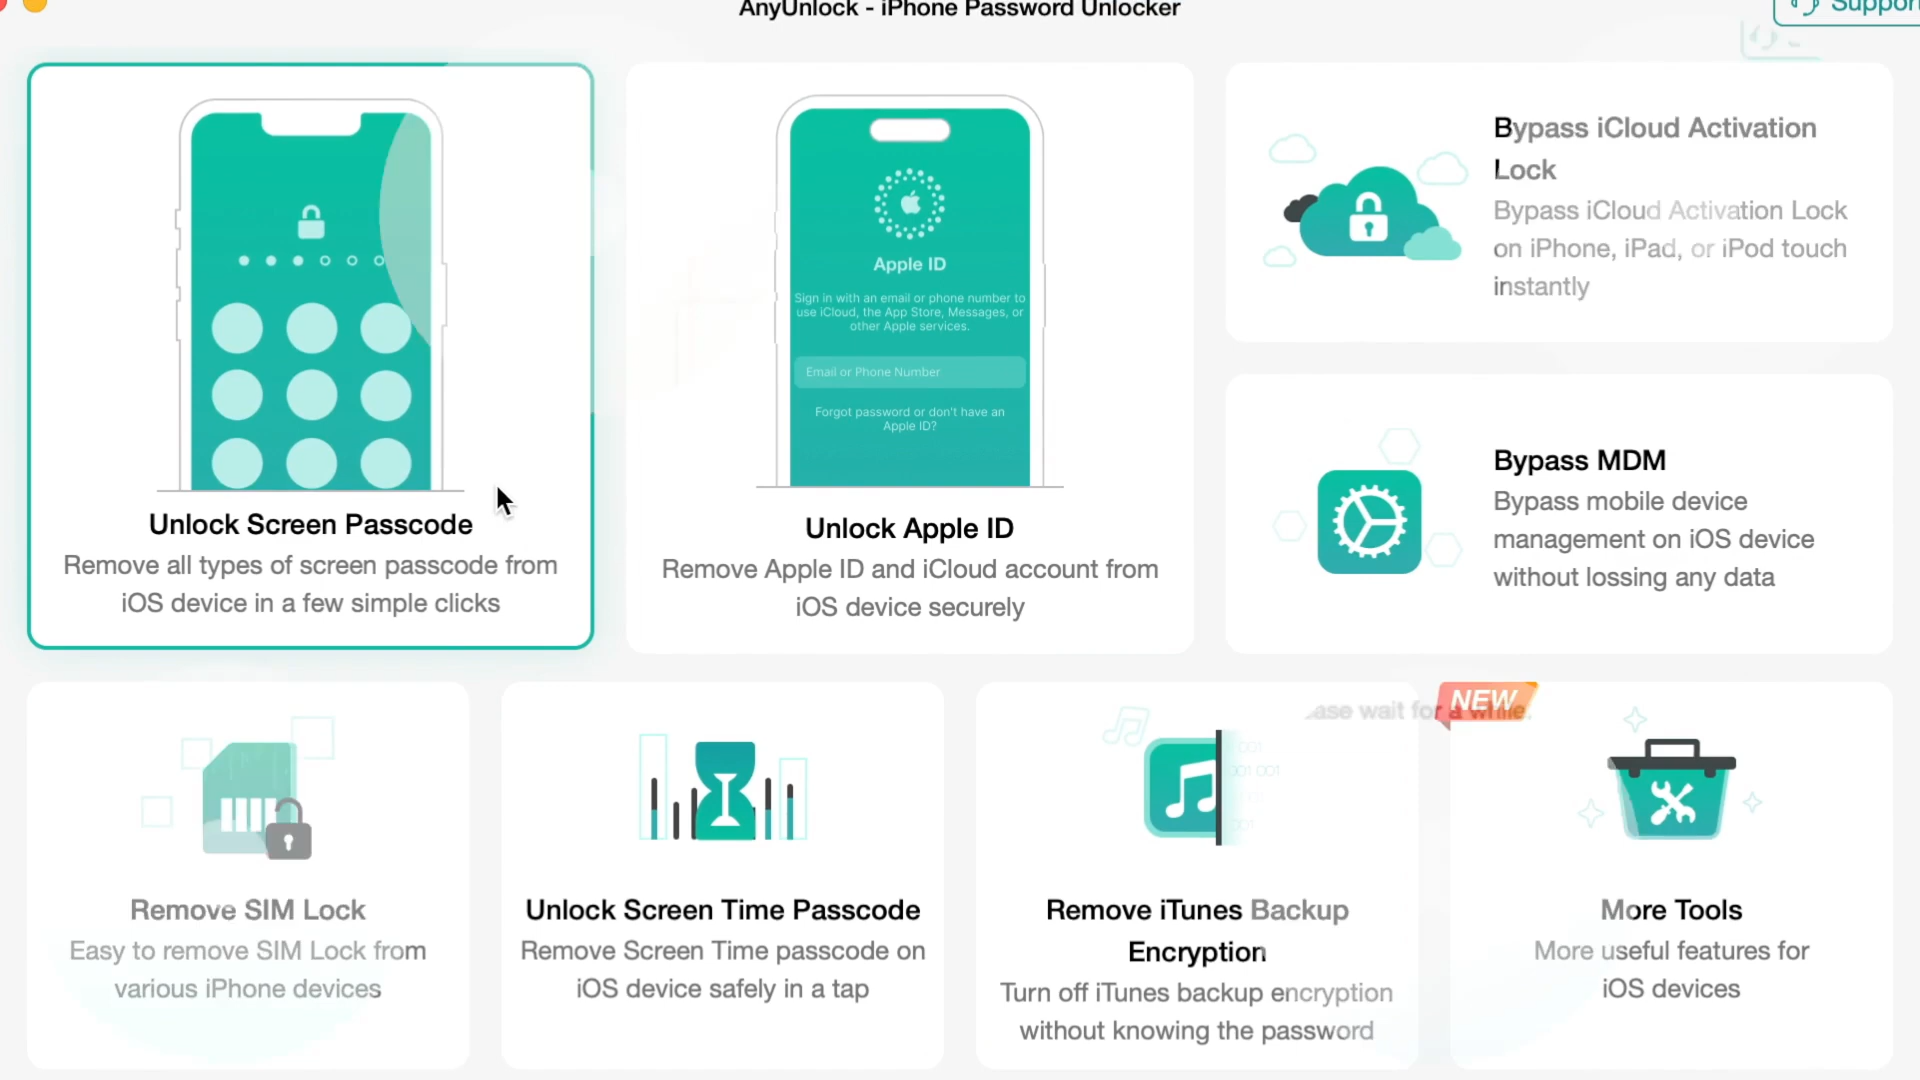 AnyUnlock - iPhone Password Unlocker
Support
Unlock Screen Passcode
Remove all types of screen passcode from
iOS device in a few simple clicks
Apple ID
Sign in with an email or phone number to
use iCloud, the App Store, Messages, or
other Apple services.
Email or Phone Number
Forgot password or don't have an
Apple ID?
Unlock Apple ID
Remove Apple ID and iCloud account from
iOS device securely
Bypass iCloud Activation
Lock
Bypass iCloud Activation Lock
on iPhone, iPad, or iPod touch
instantly
Bypass MDM
Bypass mobile device
management on iOS device
without lossing any data
Remove SIM Lock
Easy to remove SIM Lock from
various iPhone devices
Unlock Screen Time Passcode
Remove Screen Time passcode on
iOS device safely in a tap
ase wait for a while.
Remove iTunes Backup
Encryption
Turn off iTunes backup encryption
without knowing the password
NEW
More Tools
More useful features for
iOS devices